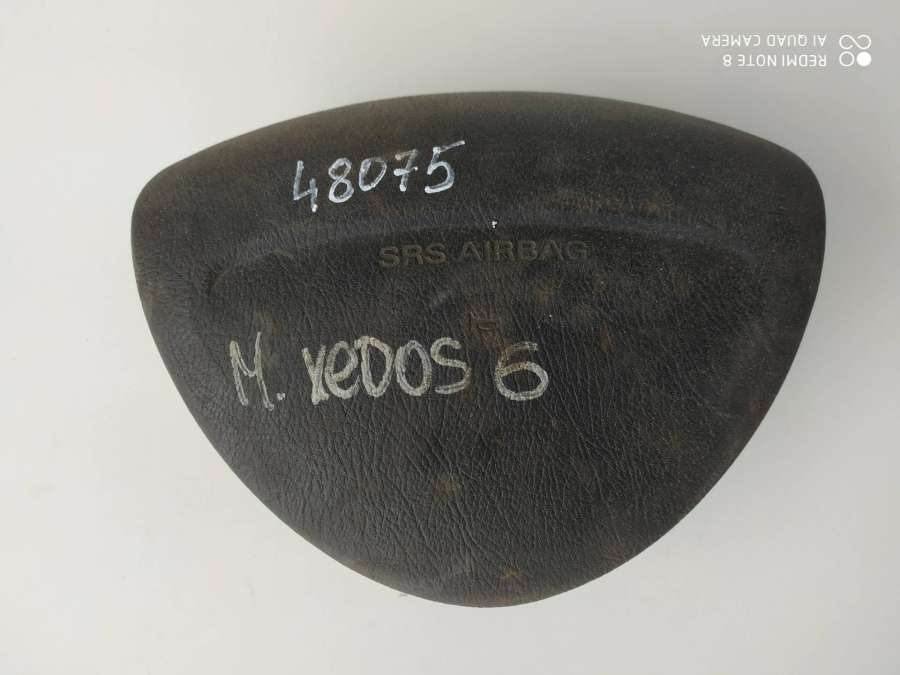 REDMI NOTE 8
AI QUAD CAMERA
48075
SRS AIRBAG
M. XEDOS 6